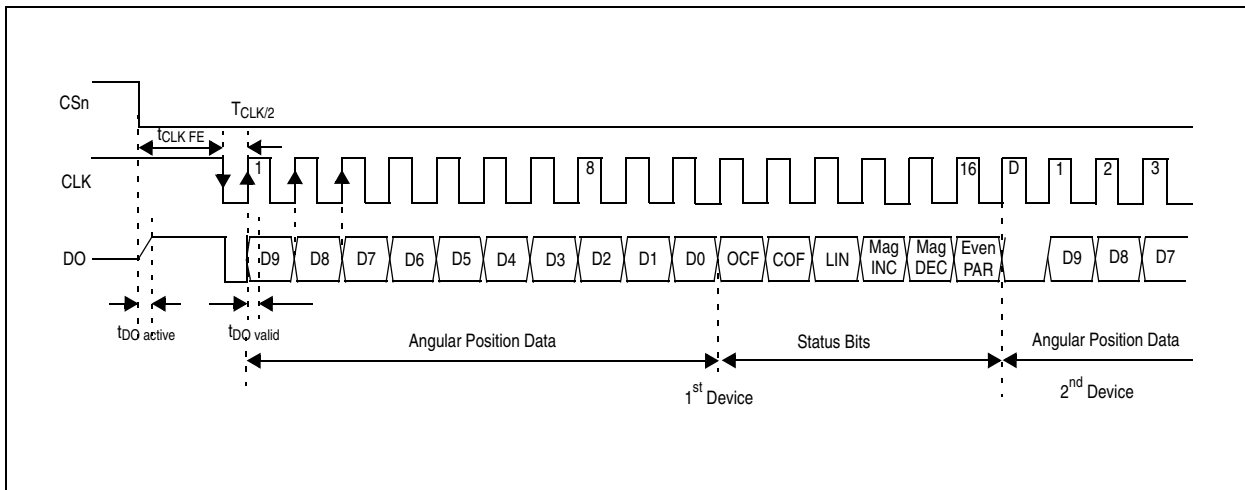 CSn
TCLK/2
tCLK FE
CLK
1
8
16
D
1
2
3
DO
D9
D8
D7
D6
D5
D4
D3
D2
D1
D0
OCF
COF
LIN
Mag
INC
Mag
DEC
Even
PAR
D9
D8
D7
tDO active
tDO valid
Angular Position Data
Status Bits
Angular Position Data
1st Device
2nd Device